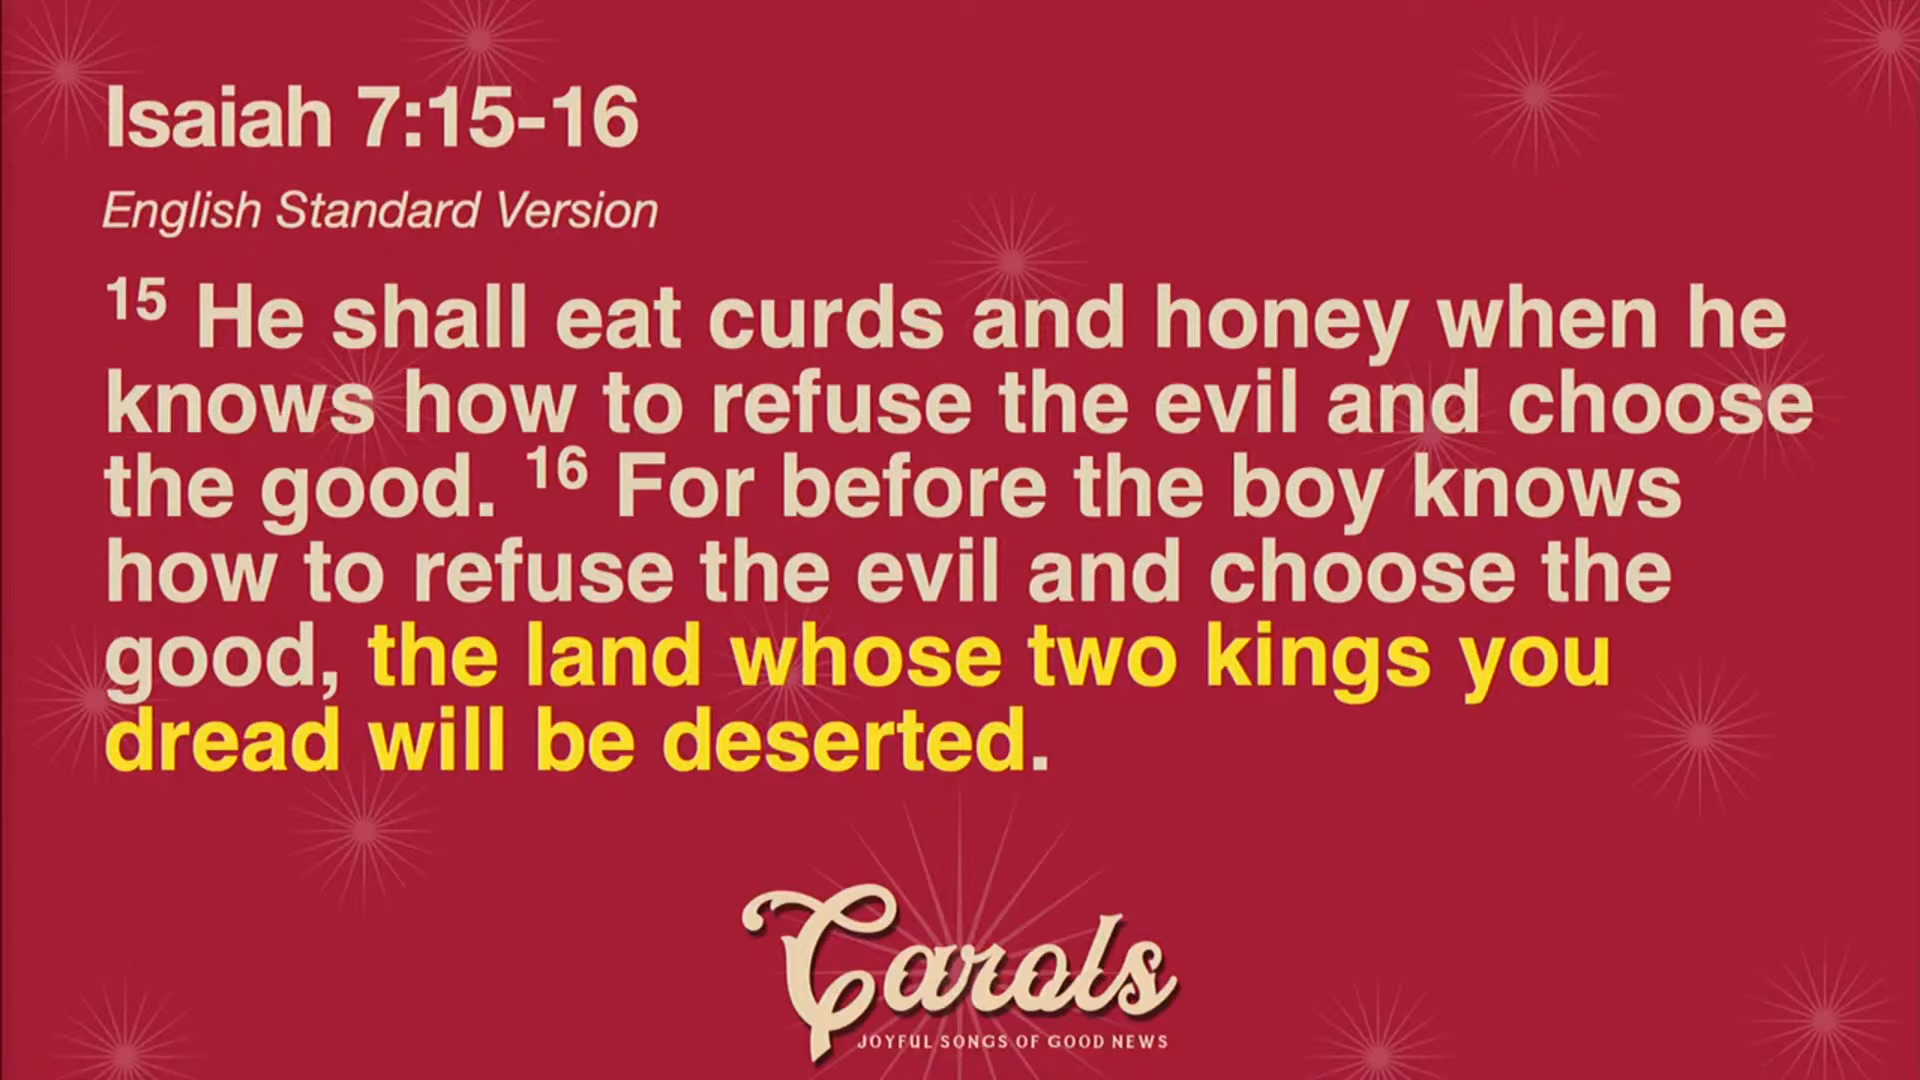 Isaiah 7:15-16
English Standard Version
15 He shall eat curds and honey when he
knows how to refuse the evil and choose
the good. 16 For before the boy knows
how to refuse the evil and choose the
good, the land whose two kings you
dread will be deserted.
Carols
JOYFUL SONGS OF GOOD NEWS